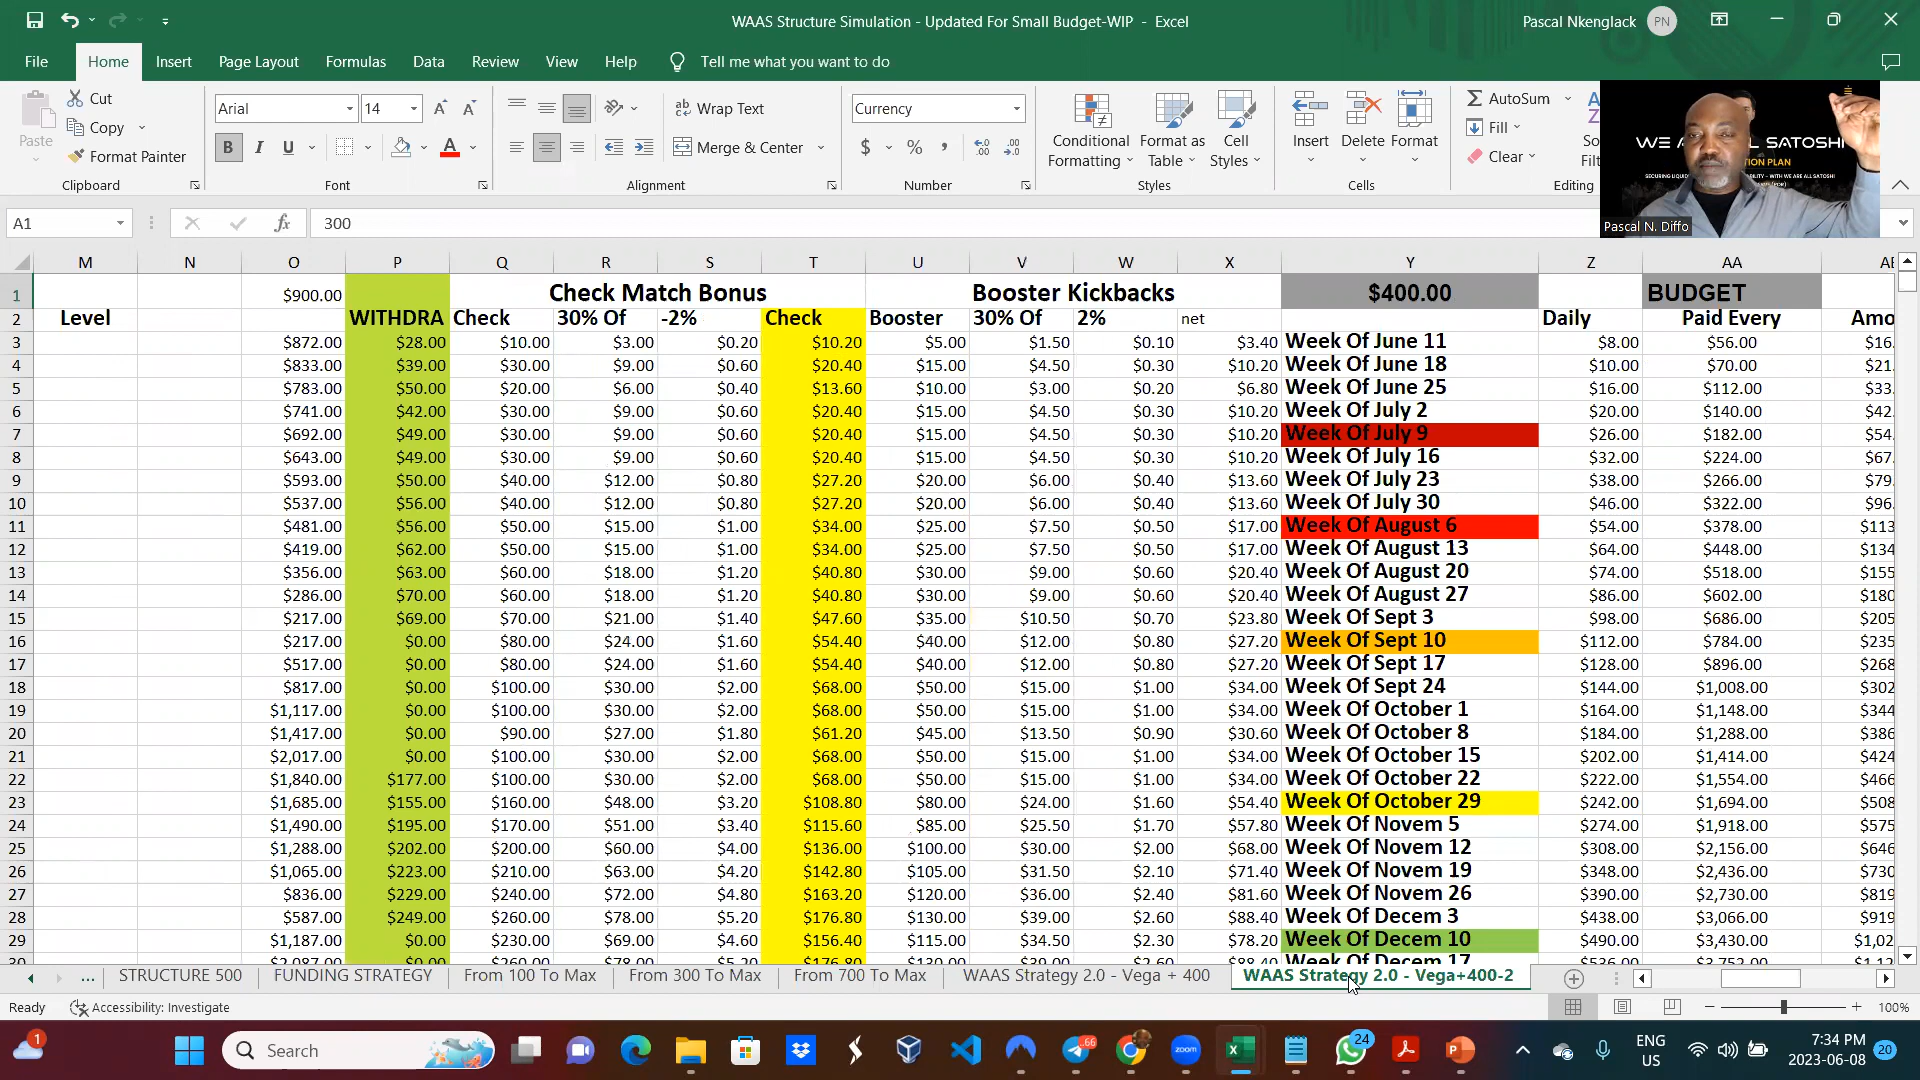 WAAS Structure Simulation - Updated For Small Budget-WIP - Excel
Pascal Nkenglack PN
File Home Insert Page Layout Formulas Data Review View Help Tell me what you want to do
Paste
Cut
Copy
Format Painter
Clipboard
Arial 14
Font
Wrap Text
Merge & Center
Alignment
Currency
Number
Conditional Formatting
Format as Table
Cell Styles
Styles
Insert Delete Format
Cells
AutoSum
Fill
Clear
Editing
TION PLAN
Pascal N. Diffo
A1 300
M N O P Q R S T U V W X Y Z AA
1 $900.00 Check Match Bonus Booster Kickbacks $400.00 BUDGET
2 Level WITHDRA Check 30% Of -2% Check Booster 30% Of 2% net Daily Paid Every Amo
3 $872.00 $28.00 $10.00 $3.00 $0.20 $10.20 $5.00 $1.50 $0.10 $3.40 Week Of June 11 $8.00 $56.00 $16.
4 $833.00 $39.00 $30.00 $9.00 $0.60 $20.40 $15.00 $4.50 $0.30 $10.20 Week Of June 18 $10.00 $70.00 $21.
5 $783.00 $50.00 $20.00 $6.00 $0.40 $13.60 $10.00 $3.00 $0.20 $6.80 Week Of June 25 $16.00 $112.00 $33.
6 $741.00 $42.00 $30.00 $9.00 $0.60 $20.40 $15.00 $4.50 $0.30 $10.20 Week Of July 2 $20.00 $140.00 $42.
7 $692.00 $49.00 $30.00 $9.00 $0.60 $20.40 $15.00 $4.50 $0.30 $10.20 Week Of July 9 $26.00 $182.00 $54.
8 $643.00 $49.00 $30.00 $9.00 $0.60 $20.40 $15.00 $4.50 $0.30 $10.20 Week Of July 16 $32.00 $224.00 $67.
9 $593.00 $50.00 $40.00 $12.00 $0.80 $27.20 $20.00 $6.00 $0.40 $13.60 Week Of July 23 $38.00 $266.00 $79.
10 $537.00 $56.00 $40.00 $12.00 $0.80 $27.20 $20.00 $6.00 $0.40 $13.60 Week Of July 30 $46.00 $322.00 $96.
11 $481.00 $56.00 $50.00 $15.00 $1.00 $34.00 $25.00 $7.50 $0.50 $17.00 Week Of August 6 $54.00 $378.00 $113
12 $419.00 $62.00 $50.00 $15.00 $1.00 $34.00 $25.00 $7.50 $0.50 $17.00 Week Of August 13 $64.00 $448.00 $134
13 $356.00 $63.00 $60.00 $18.00 $1.20 $40.80 $30.00 $9.00 $0.60 $20.40 Week Of August 20 $74.00 $518.00 $155
14 $286.00 $70.00 $60.00 $18.00 $1.20 $40.80 $30.00 $9.00 $0.60 $20.40 Week Of August 27 $86.00 $602.00 $180
15 $217.00 $69.00 $70.00 $21.00 $1.40 $47.60 $35.00 $10.50 $0.70 $23.80 Week Of Sept 3 $98.00 $686.00 $205
16 $217.00 $0.00 $80.00 $24.00 $1.60 $54.40 $40.00 $12.00 $0.80 $27.20 Week Of Sept 10 $112.00 $784.00 $235
17 $517.00 $0.00 $80.00 $24.00 $1.60 $54.40 $40.00 $12.00 $0.80 $27.20 Week Of Sept 17 $128.00 $896.00 $268
18 $817.00 $0.00 $100.00 $30.00 $2.00 $68.00 $50.00 $15.00 $1.00 $34.00 Week Of Sept 24 $144.00 $1,008.00 $302
19 $1,117.00 $0.00 $100.00 $30.00 $2.00 $68.00 $50.00 $15.00 $1.00 $34.00 Week Of October 1 $164.00 $1,148.00 $344
20 $1,417.00 $0.00 $90.00 $27.00 $1.80 $61.20 $45.00 $13.50 $0.90 $30.60 Week Of October 8 $184.00 $1,288.00 $386
21 $2,017.00 $0.00 $100.00 $30.00 $2.00 $68.00 $50.00 $15.00 $1.00 $34.00 Week Of October 15 $202.00 $1,414.00 $424
22 $1,840.00 $177.00 $100.00 $30.00 $2.00 $68.00 $50.00 $15.00 $1.00 $34.00 Week Of October 22 $222.00 $1,554.00 $466
23 $1,685.00 $155.00 $160.00 $48.00 $3.20 $108.80 $80.00 $24.00 $1.60 $54.40 Week Of October 29 $242.00 $1,694.00 $508
24 $1,490.00 $195.00 $170.00 $51.00 $3.40 $115.60 $85.00 $25.50 $1.70 $57.80 Week Of Novem 5 $274.00 $1,918.00 $575
25 $1,288.00 $202.00 $200.00 $60.00 $4.00 $136.00 $100.00 $30.00 $2.00 $68.00 Week Of Novem 12 $308.00 $2,156.00 $646
26 $1,065.00 $223.00 $210.00 $63.00 $4.20 $142.80 $105.00 $31.50 $2.10 $71.40 Week Of Novem 19 $348.00 $2,436.00 $730
27 $836.00 $229.00 $240.00 $72.00 $4.80 $163.20 $120.00 $36.00 $2.40 $81.60 Week Of Novem 26 $390.00 $2,730.00 $819
28 $587.00 $249.00 $260.00 $78.00 $5.20 $176.80 $130.00 $39.00 $2.60 $88.40 Week Of Decem 3 $438.00 $3,066.00 $919
29 $1,187.00 $0.00 $230.00 $69.00 $4.60 $156.40 $115.00 $34.50 $2.30 $78.20 Week Of Decem 10 $490.00 $3,430.00 $1,02
... STRUCTURE 500 FUNDING STRATEGY From 100 To Max From 300 To Max From 700 To Max WAAS Strategy 2.0 - Vega + 400 WAAS Strategy 2.0 - Vega+400-2
Ready Accessibility: Investigate 100%
1 Search 66 zoom 24 ENG US 7:34 PM 2023-06-08 20